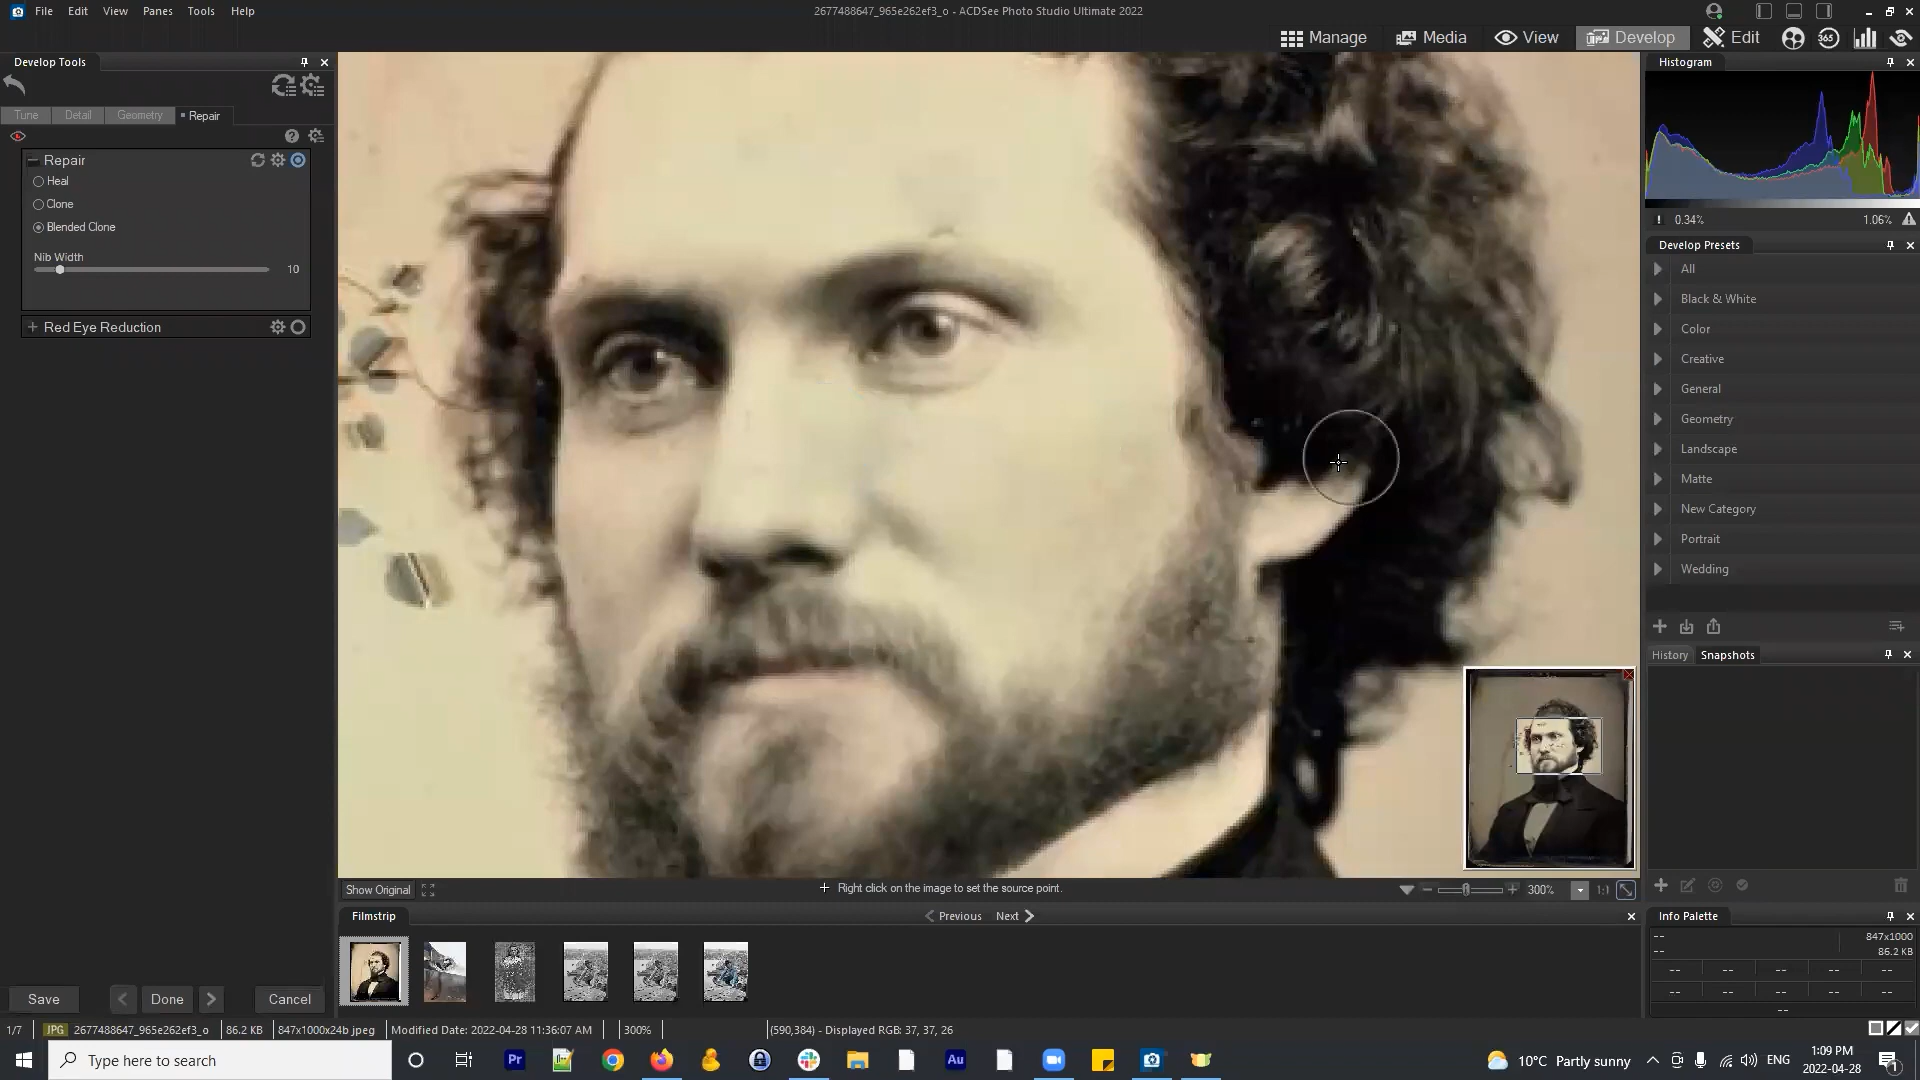 2677488647_965e262ef3_o - ACDSee Photo Studio Ultimate 2022
File Edit View Panes Tools Help
Manage Media View Develop Edit 365
Develop Tools
Tune Detail Geometry Repair
Repair
Heal
Clone
Blended Clone
Nib Width
10
Red Eye Reduction
Save Done Cancel
Show Original
Right click on the image to set the source point.
300% 1:1
Filmstrip
Previous Next
Histogram
0.34% 1.06%
Develop Presets
All
Black & White
Color
Creative
General
Geometry
Landscape
Matte
New Category
Portrait
Wedding
History Snapshots
Info Palette
-- 847x1000
-- 86.2 KB
-- -- -- --
-- -- -- --
--
1/7 JPG 2677488647_965e262ef3_o 86.2 KB 847x1000x24b jpeg Modified Date: 2022-04-28 11:36:07 AM 300% (590,384) - Displayed RGB: 37, 37, 26
Type here to search
Pr
Au
10°C Partly sunny ENG 1:09 PM
2022-04-28
1